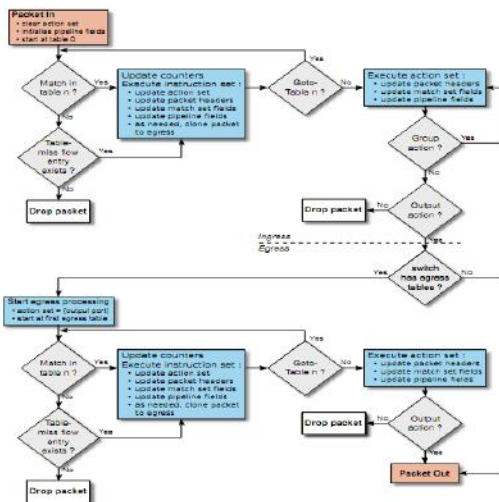 Packet In
• clear action set
• initialise pipeline fields
• start at table 0
Match in
table n ?
Yes
No
Update counters
Execute instruction set :
• update action set
• update packet headers
• update match set fields
• update pipeline fields
• as needed, clone packet
to egress
Goto-
Table n ?
Yes
No
Execute action set :
• update packet headers
• update match set fields
• update pipeline fields
Table-
miss flow
entry
exists ?
Yes
No
Drop packet
Group
action ?
Yes
No
Output
action ?
No
Yes
Drop packet
Ingress
Egress
switch
has egress
tables ?
Yes
No
Start egress processing
• action set = {output port}
• start at first egress table
Match in
table n ?
Yes
No
Update counters
Execute instruction set :
• update action set
• update packet headers
• update match set fields
• update pipeline fields
• as needed, clone packet
to egress
Goto-
Table n ?
Yes
No
Execute action set :
• update packet headers
• update match set fields
• update pipeline fields
Table-
miss flow
entry
exists ?
Yes
No
Drop packet
Output
action ?
No
Yes
Drop packet
Packet Out